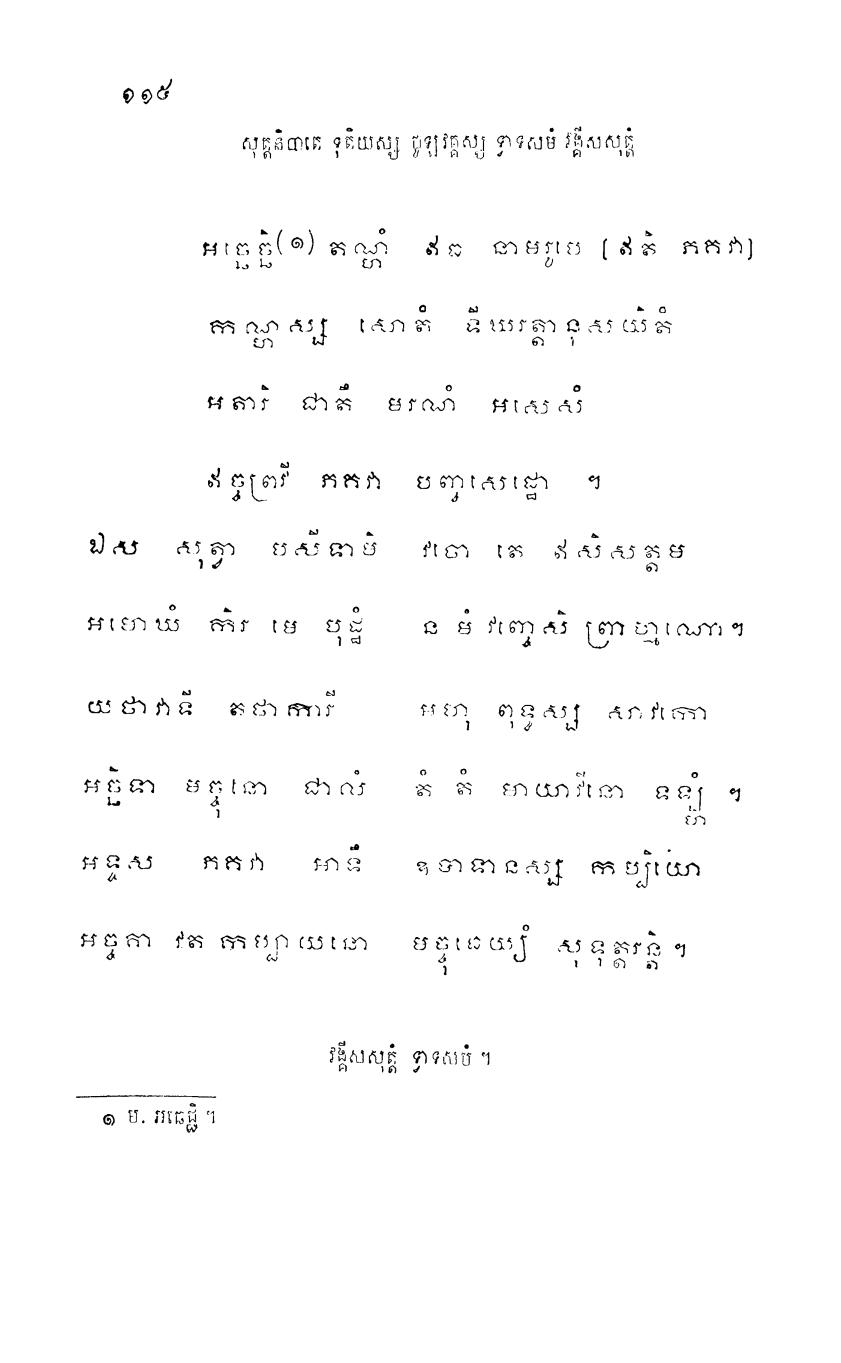 ១១៥
សុត្តនិបាតេ ទុតិយស្ស ចូឡវគ្គស្ស ទ្វាទសមំ វង្គីសសុត្តំ
អច្ឆេច្ឆិ(១) តណ្ហំ ឥធ នាមរូបេ [ឥតិ ភគវា]
កណ្ហស្ស សោតំ ទីឃរត្តានុសយិតំ
អតារិ ជាតឹ មរណំ អសេសំ
ឥច្ចព្រវី ភគវា បញ្ចសេដ្ឋោ ។
ឯស សុត្វា បសីទាមិ វចោ តេ ឥសិសត្តម
អមោឃំ កិរ មេ បុដ្ឋំ ន មំ វញ្ចេសិ ព្រាហ្មណោ។
យថាវាទី តថាការី អហុ ពុទ្ធស្ស សាវកោ
អច្ឆិទា មច្ចុនោ ជាលំ តំ តំ មាយាវីនោ ទឡ្ហំ ។
អទ្ទស ភគវា អាទឹ ឧបាទានស្ស កប្បិយោ
អច្ចគា វត កប្បាយនោ មច្ចុធេយ្យំ សុទុត្តរន្តិ ។
វង្គីសសុត្តំ ទ្វាទសមំ ។
១ ម. អឆេជ្ជិ ។